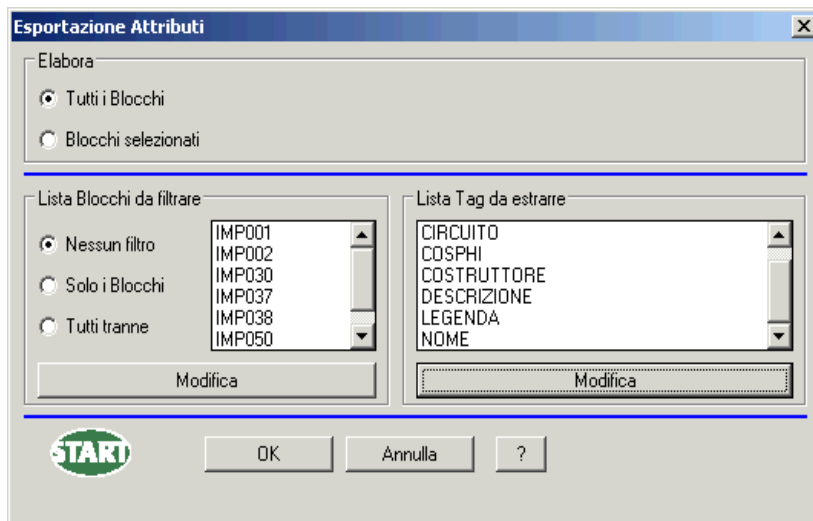 Esportazione Attributi
Elabora
Tutti i Blocchi
Blocchi selezionati
Lista Blocchi da filtrare
Nessun filtro
Solo i Blocchi
Tutti tranne
IMP001
IMP002
IMP030
IMP037
IMP038
IMP050
Modifica
Lista Tag da estrarre
CIRCUITO
COSPHI
COSTRUTTORE
DESCRIZIONE
LEGENDA
NOME
Modifica
START
OK
Annulla
?